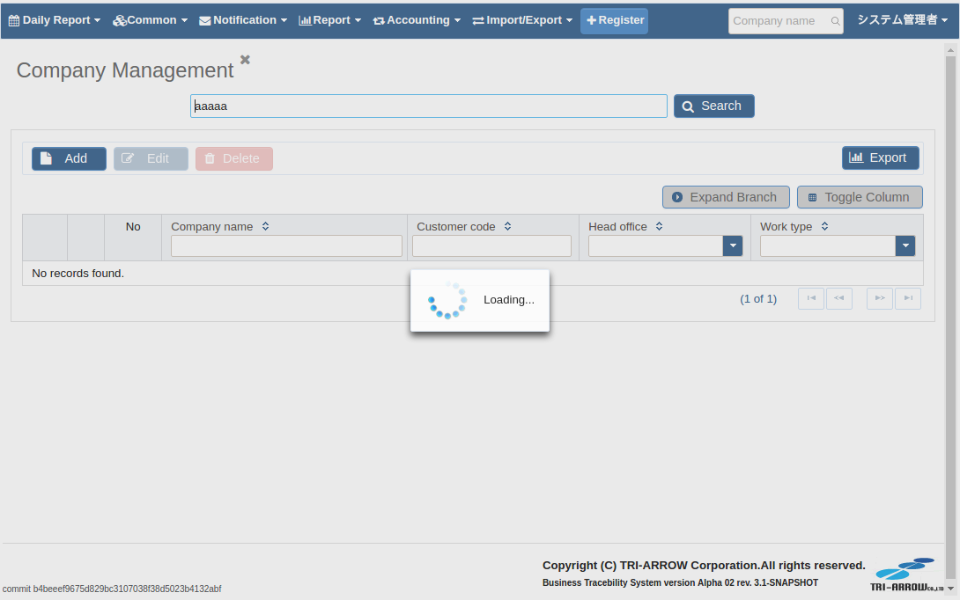 Daily Report Common Notification Report Accounting Import/Export Register Company name システム管理者
Company Management
aaaaa Search
Add Edit Delete Export
Expand Branch Toggle Column
No Company name Customer code Head office Work type
No records found.
Loading...
(1 of 1)
Copyright (C) TRI-ARROW Corporation.All rights reserved.
Business Tracebility System version Alpha 02 rev. 3.1-SNAPSHOT
TRI-ARROW CO.,LTD
commit b4beeef9675d829bc3107038f38d5023b4132abf